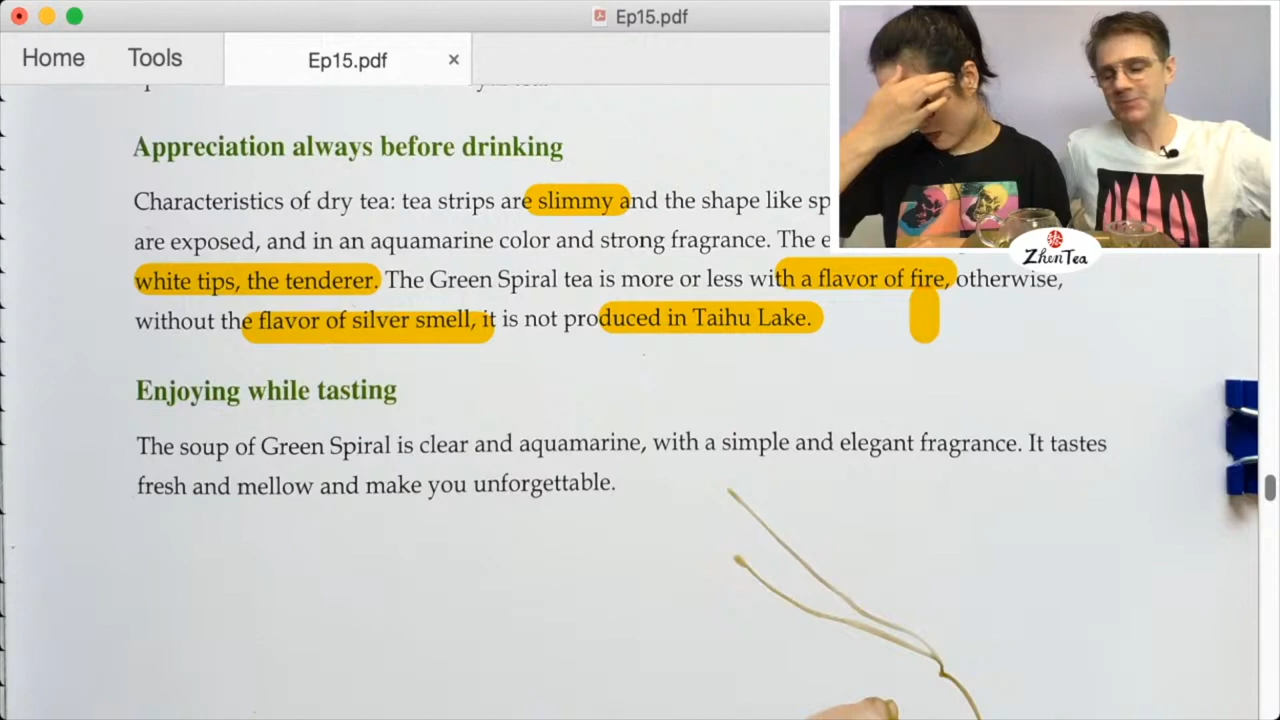 Ep15.pdf
Home
Tools
Ep15.pdf
×
Appreciation always before drinking
Characteristics of dry tea: tea strips are slimmy and the shape like sp
are exposed, and in an aquamarine color and strong fragrance. The e
white tips, the tenderer. The Green Spiral tea is more or less with a flavor of fire, otherwise,
without the flavor of silver smell, it is not produced in Taihu Lake.
Enjoying while tasting
The soup of Green Spiral is clear and aquamarine, with a simple and elegant fragrance. It tastes
fresh and mellow and make you unforgettable.
ZhenTea